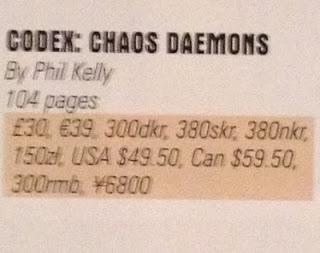 CODEX: CHAOS DAEMONS
By Phil Kelly
104 pages
£30, €39, 300dkr, 380skr, 380nkr,
150zł, USA $49.50, Can $59.50,
300rmb, ¥6800